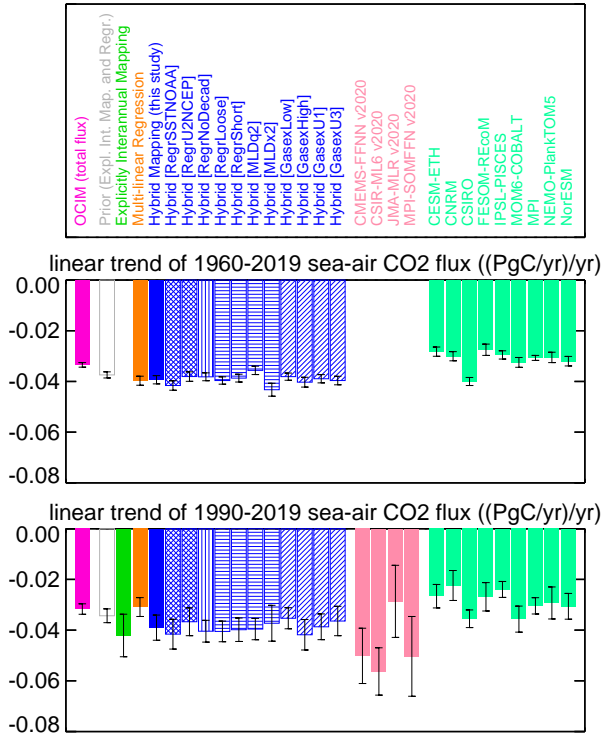 OCIM (total flux)
Prior (Expl. Int. Map. and Regr.)
Explicitly Interannual Mapping
Multi-linear Regression
Hybrid Mapping (this study)
Hybrid [RegrSSTNOAA]
Hybrid [RegrU2NCEP]
Hybrid [RegrNoDecad]
Hybrid [RegrLoose]
Hybrid [RegrShort]
Hybrid [MLDq2]
Hybrid [MLDx2]
Hybrid [GasexLow]
Hybrid [GasexHigh]
Hybrid [GasexU1]
Hybrid [GasexU3]
CMEMS-FFNN v2020
CSIR-ML6 v2020
JMA-MLR v2020
MPI-SOMFFN v2020
CESM-ETH
CNRM
CSIRO
FESOM-REcoM
IPSL-PISCES
MOM6-COBALT
MPI
NEMO-PlankTOM5
NorESM
linear trend of 1960-2019 sea-air CO2 flux ((PgC/yr)/yr)
0.00
-0.02
-0.04
-0.06
-0.08
linear trend of 1990-2019 sea-air CO2 flux ((PgC/yr)/yr)
0.00
-0.02
-0.04
-0.06
-0.08